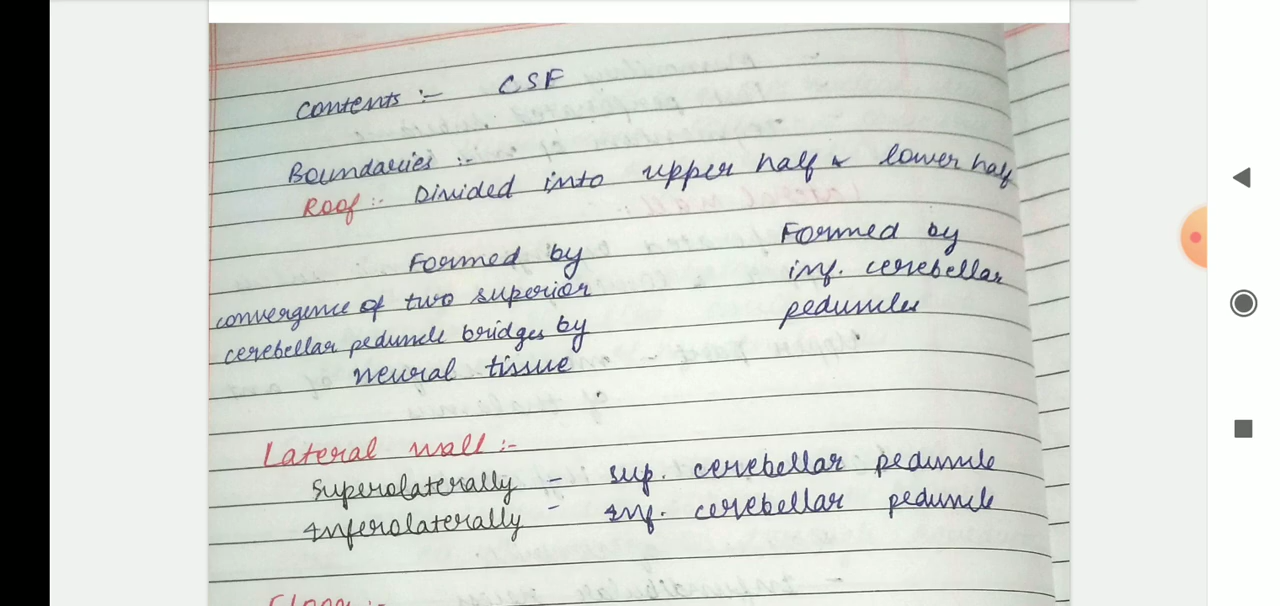 Contents :- CSF
Boundaries :-
Roof :- Divided into upper half & lower half
Formed by
convergence of two superior
cerebellar peduncle bridges by
neural tissue
Formed by
inf. cerebellar
peduncles
Lateral wall :-
Superolaterally - sup. cerebellar peduncle
Inferolaterally - Inf. cerebellar peduncle
Floor :-